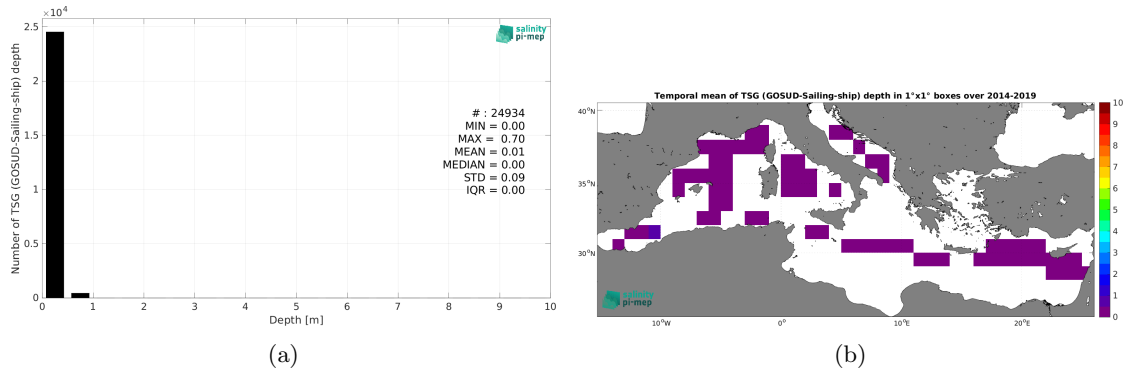 ×10⁴
2.5
2
1.5
1
0.5
0
Number of TSG (GOSUD-Sailing-ship) depth
salinity
pi-mep
# : 24934
MIN = 0.00
MAX = 0.70
MEAN = 0.01
MEDIAN = 0.00
STD = 0.09
IQR = 0.00
0 1 2 3 4 5 6 7 8 9 10
Depth [m]
(a)
Temporal mean of TSG (GOSUD-Sailing-ship) depth in 1°x1° boxes over 2014-2019
40°N
35°N
30°N
10°W 0° 10°E 20°E
salinity
pi-mep
10
9
8
7
6
5
4
3
2
1
0
(b)